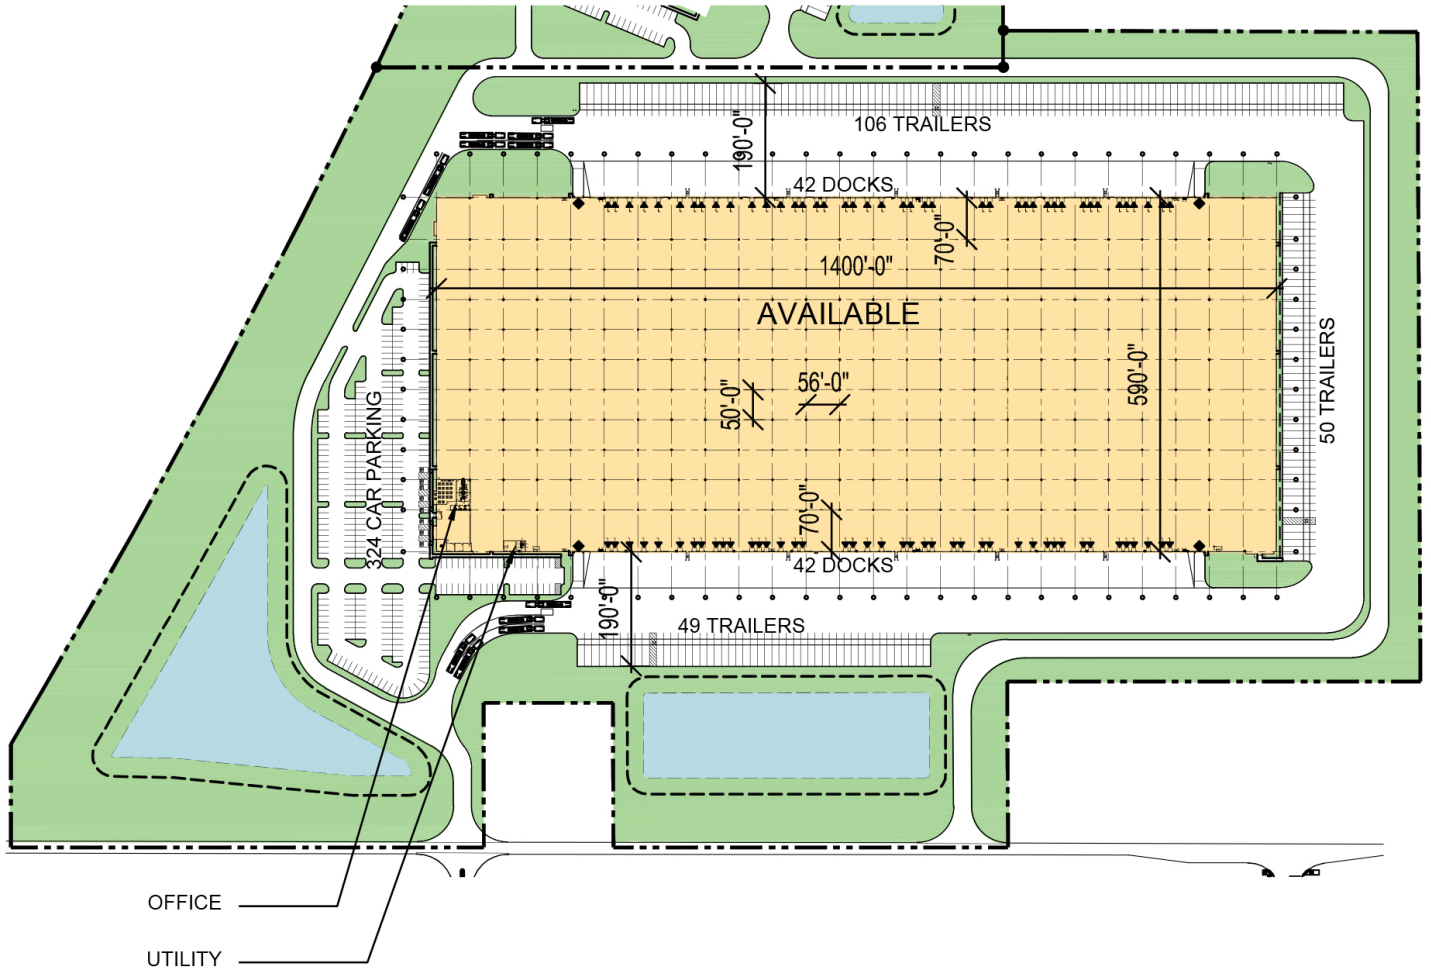 106 TRAILERS
190'-0"
42 DOCKS
70'-0"
1400'-0"
AVAILABLE
590'-0"
50 TRAILERS
56'-0"
50'-0"
324 CAR PARKING
70'-0"
42 DOCKS
190'-0"
49 TRAILERS
OFFICE
UTILITY